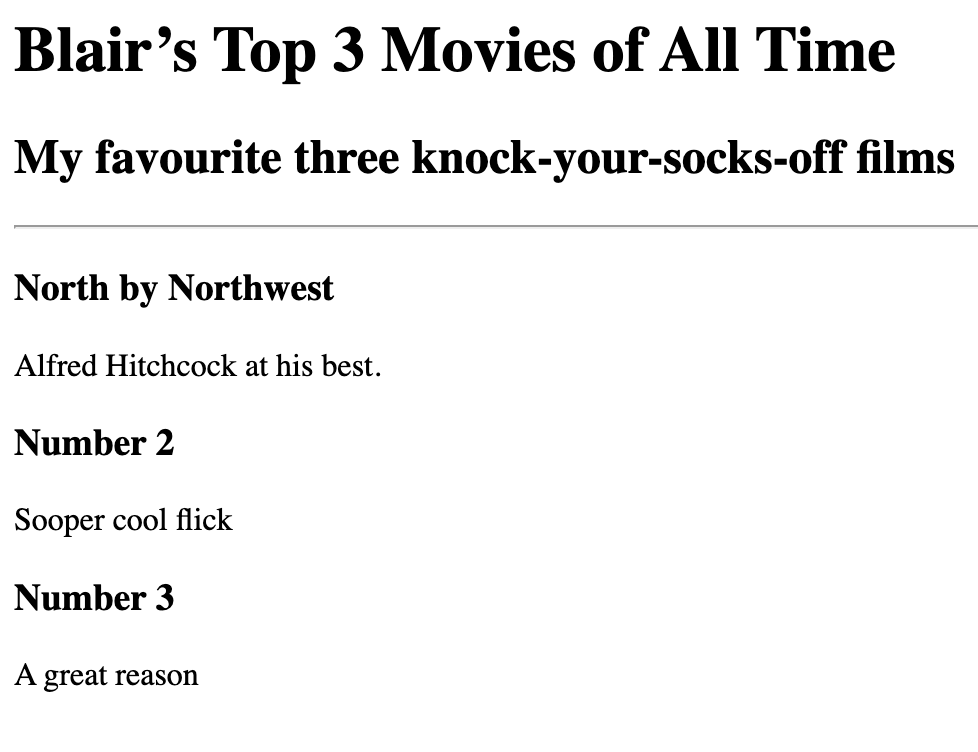 Blair’s Top 3 Movies of All Time
My favourite three knock-your-socks-off films
North by Northwest
Alfred Hitchcock at his best.
Number 2
Sooper cool flick
Number 3
A great reason